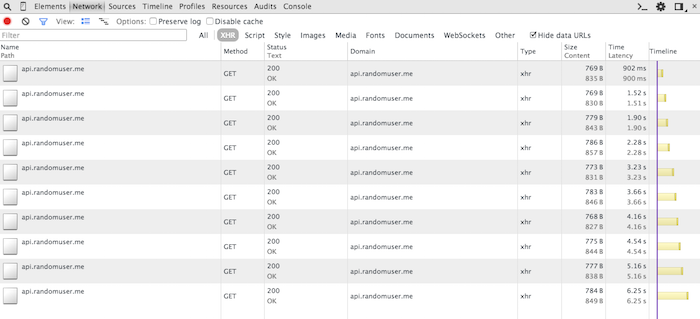 Elements Network Sources Timeline Profiles Resources Audits Console
View: Options: Preserve log Disable cache
Filter All XHR Script Style Images Media Fonts Documents WebSockets Other Hide data URLs
Name Path Method Status Text Domain Type Size Content Time Latency Timeline
api.randomuser.me GET 200 OK api.randomuser.me xhr 769 B 835 B 902 ms 900 ms
api.randomuser.me GET 200 OK api.randomuser.me xhr 769 B 830 B 1.52 s 1.51 s
api.randomuser.me GET 200 OK api.randomuser.me xhr 779 B 843 B 1.90 s 1.90 s
api.randomuser.me GET 200 OK api.randomuser.me xhr 786 B 857 B 2.28 s 2.28 s
api.randomuser.me GET 200 OK api.randomuser.me xhr 773 B 831 B 3.23 s 3.23 s
api.randomuser.me GET 200 OK api.randomuser.me xhr 783 B 846 B 3.66 s 3.66 s
api.randomuser.me GET 200 OK api.randomuser.me xhr 768 B 827 B 4.16 s 4.16 s
api.randomuser.me GET 200 OK api.randomuser.me xhr 775 B 844 B 4.54 s 4.54 s
api.randomuser.me GET 200 OK api.randomuser.me xhr 777 B 838 B 5.16 s 5.16 s
api.randomuser.me GET 200 OK api.randomuser.me xhr 784 B 849 B 6.25 s 6.25 s